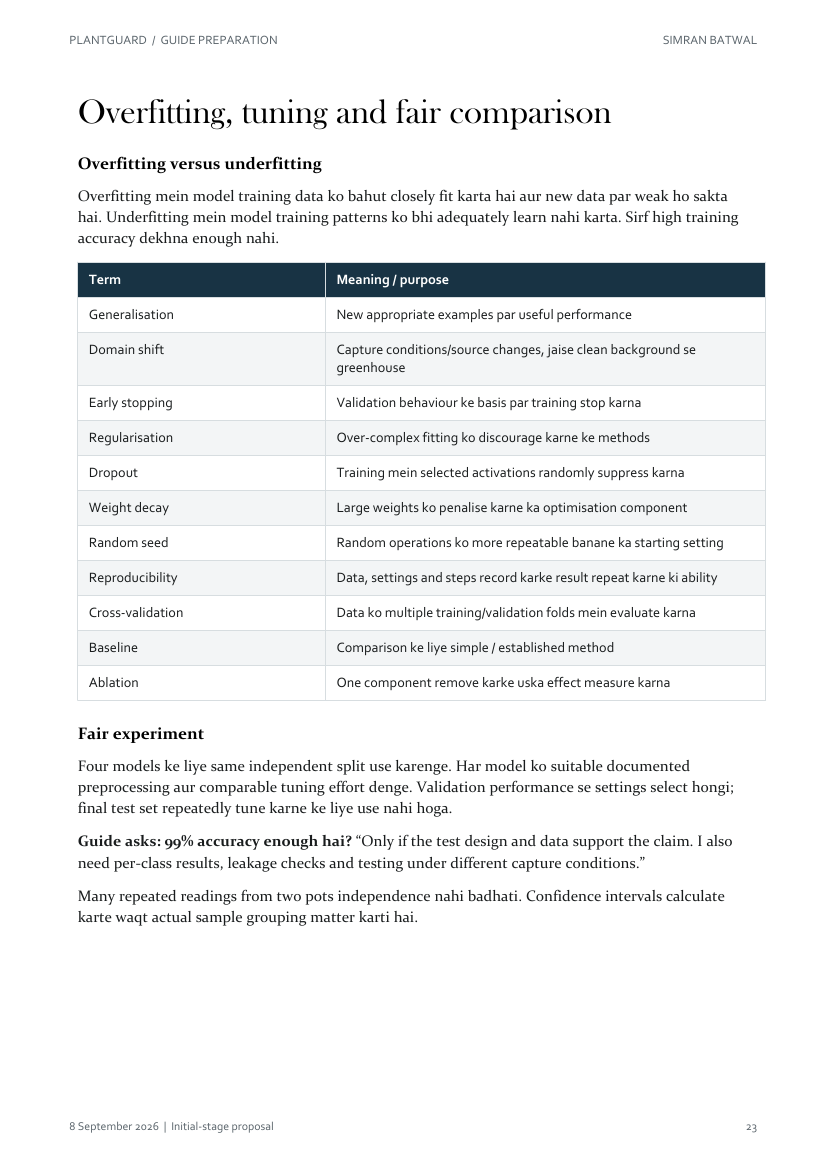 PLANTGUARD / GUIDE PREPARATION SIMRAN BATWAL
Overfitting, tuning and fair comparison
Overfitting versus underfitting
Overfitting mein model training data ko bahut closely fit karta hai aur new data par weak ho sakta
hai. Underfitting mein model training patterns ko bhi adequately learn nahi karta. Sirf high training
accuracy dekhna enough nahi.
Term Meaning / purpose
Generalisation New appropriate examples par useful performance
Domain shift Capture conditions/source changes, jaise clean background se
greenhouse
Early stopping Validation behaviour ke basis par training stop karna
Regularisation Over-complex fitting ko discourage karne ke methods
Dropout Training mein selected activations randomly suppress karna
Weight decay Large weights ko penalise karne ka optimisation component
Random seed Random operations ko more repeatable banane ka starting setting
Reproducibility Data, settings and steps record karke result repeat karne ki ability
Cross-validation Data ko multiple training/validation folds mein evaluate karna
Baseline Comparison ke liye simple / established method
Ablation One component remove karke uska effect measure karna
Fair experiment
Four models ke liye same independent split use karenge. Har model ko suitable documented
preprocessing aur comparable tuning effort denge. Validation performance se settings select hongi;
final test set repeatedly tune karne ke liye use nahi hoga.
Guide asks: 99% accuracy enough hai? “Only if the test design and data support the claim. I also
need per-class results, leakage checks and testing under different capture conditions.”
Many repeated readings from two pots independence nahi badhati. Confidence intervals calculate
karte waqt actual sample grouping matter karti hai.
8 September 2026 | Initial-stage proposal 23